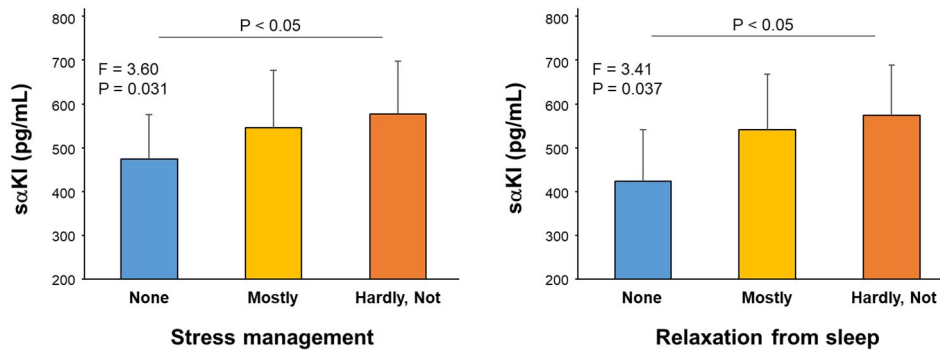 800
700
600
500
400
300
200
sαKl (pg/mL)
P < 0.05
F = 3.60
P = 0.031
None
Mostly
Hardly, Not
Stress management
800
700
600
500
400
300
200
sαKl (pg/mL)
P < 0.05
F = 3.41
P = 0.037
None
Mostly
Hardly, Not
Relaxation from sleep